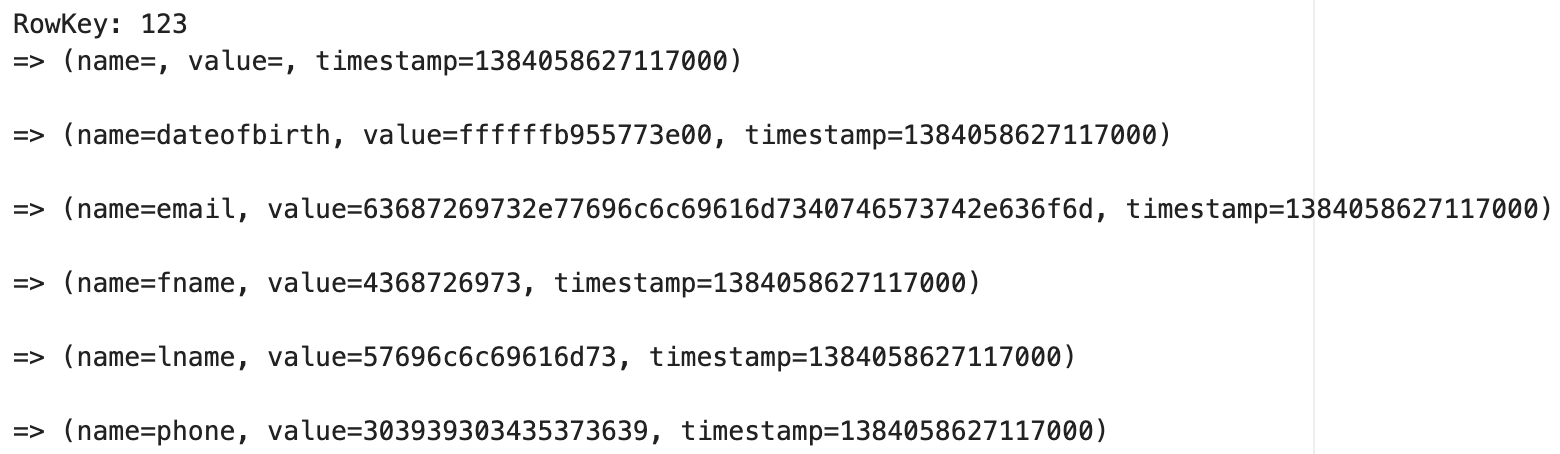 RowKey: 123
=> (name=, value=, timestamp=1384058627117000)
=> (name=dateofbirth, value=ffffffb955773e00, timestamp=1384058627117000)
=> (name=email, value=63687269732e77696c6c69616d7340746573742e636f6d, timestamp=1384058627117000)
=> (name=fname, value=4368726973, timestamp=1384058627117000)
=> (name=lname, value=57696c6c69616d73, timestamp=1384058627117000)
=> (name=phone, value=303939303435373639, timestamp=1384058627117000)